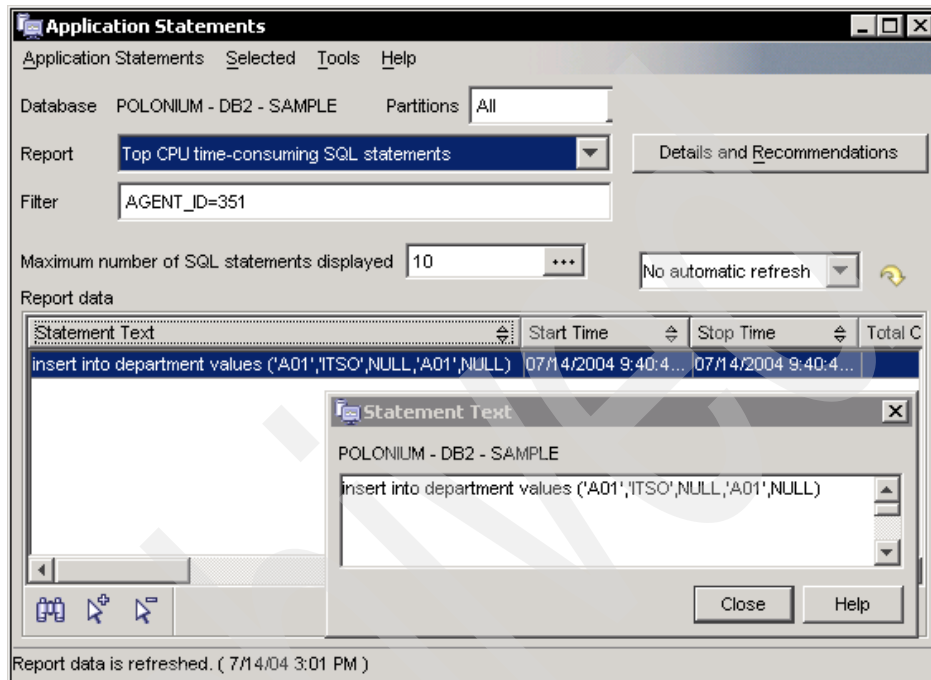 Application Statements
Application Statements Selected Tools Help
Database POLONIUM - DB2 - SAMPLE Partitions All
Report Top CPU time-consuming SQL statements Details and Recommendations
Filter AGENT_ID=351
Maximum number of SQL statements displayed 10 ••• No automatic refresh
Report data
Statement Text Start Time Stop Time Total C
insert into department values ('A01','ITSO',NULL,'A01',NULL) 07/14/2004 9:40:4... 07/14/2004 9:40:4...
Statement Text
POLONIUM - DB2 - SAMPLE
insert into department values ('A01','ITSO',NULL,'A01',NULL)
Close Help
Report data is refreshed. ( 7/14/04 3:01 PM )